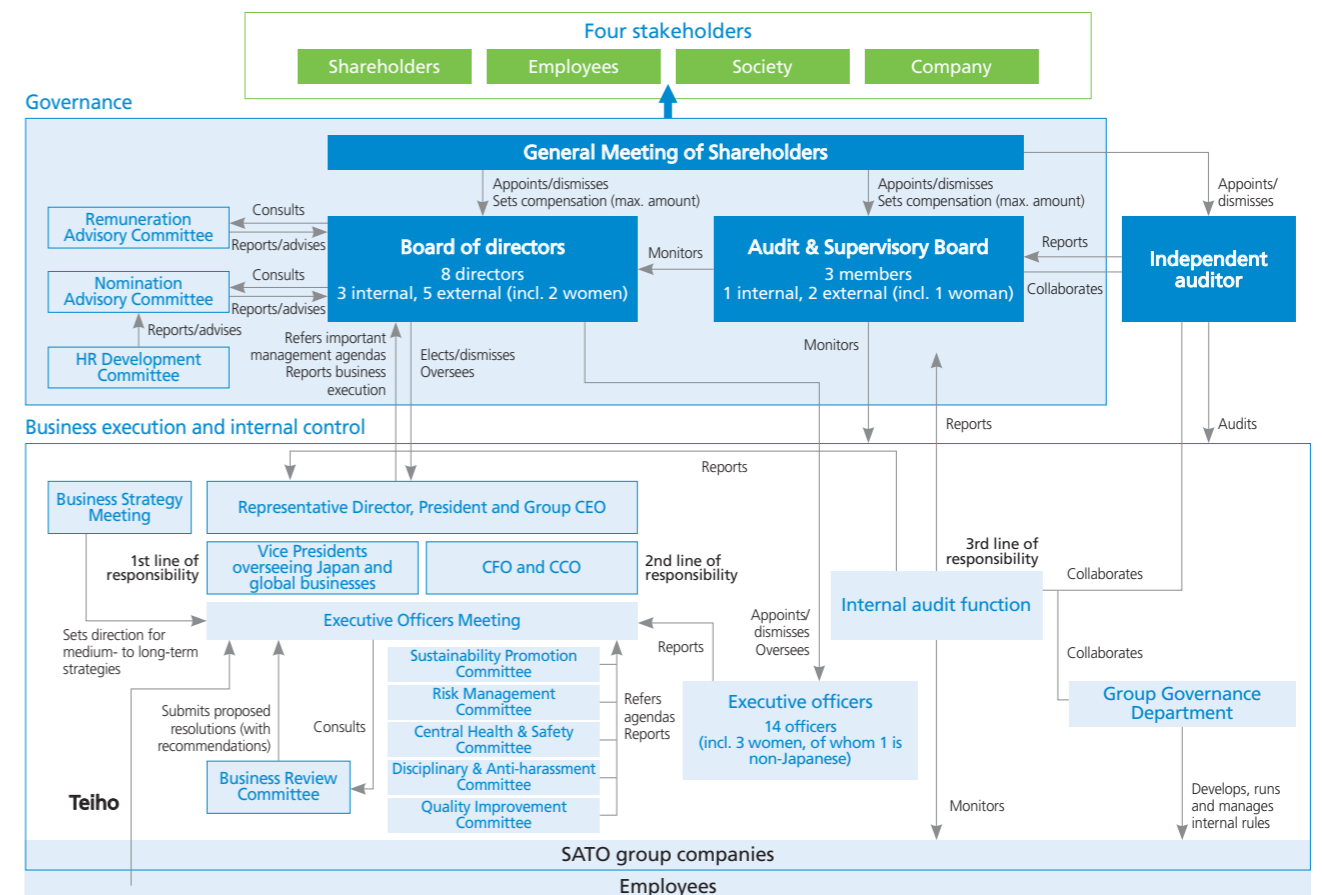 Four stakeholders
Shareholders
Employees
Society
Company
Governance
General Meeting of Shareholders
Appoints/dismisses
Sets compensation (max. amount)
Appoints/dismisses
Sets compensation (max. amount)
Appoints/
dismisses
Remuneration
Advisory Committee
Consults
Reports/advises
Board of directors
8 directors
3 internal, 5 external (incl. 2 women)
Monitors
Audit & Supervisory Board
3 members
1 internal, 2 external (incl. 1 woman)
Reports
Collaborates
Independent
auditor
Nomination
Advisory Committee
Consults
Reports/advises
Reports/advises
HR Development
Committee
Refers important
management agendas
Reports business
execution
Elects/dismisses
Oversees
Monitors
Reports
Audits
Business execution and internal control
Reports
Business Strategy
Meeting
Representative Director, President and Group CEO
1st line of
responsibility
Vice Presidents
overseeing Japan and
global businesses
CFO and CCO
2nd line of
responsibility
3rd line of
responsibility
Collaborates
Internal audit function
Executive Officers Meeting
Sets direction for
medium- to long-term
strategies
Appoints/
dismisses
Oversees
Reports
Collaborates
Sustainability Promotion
Committee
Risk Management
Committee
Central Health & Safety
Committee
Disciplinary & Anti-harassment
Committee
Quality Improvement
Committee
Refers
agendas
Reports
Executive officers
14 officers
(incl. 3 women, of whom 1 is
non-Japanese)
Group Governance
Department
Submits proposed
resolutions (with
recommendations)
Consults
Business Review
Committee
Teiho
Monitors
Develops, runs
and manages
internal rules
SATO group companies
Employees